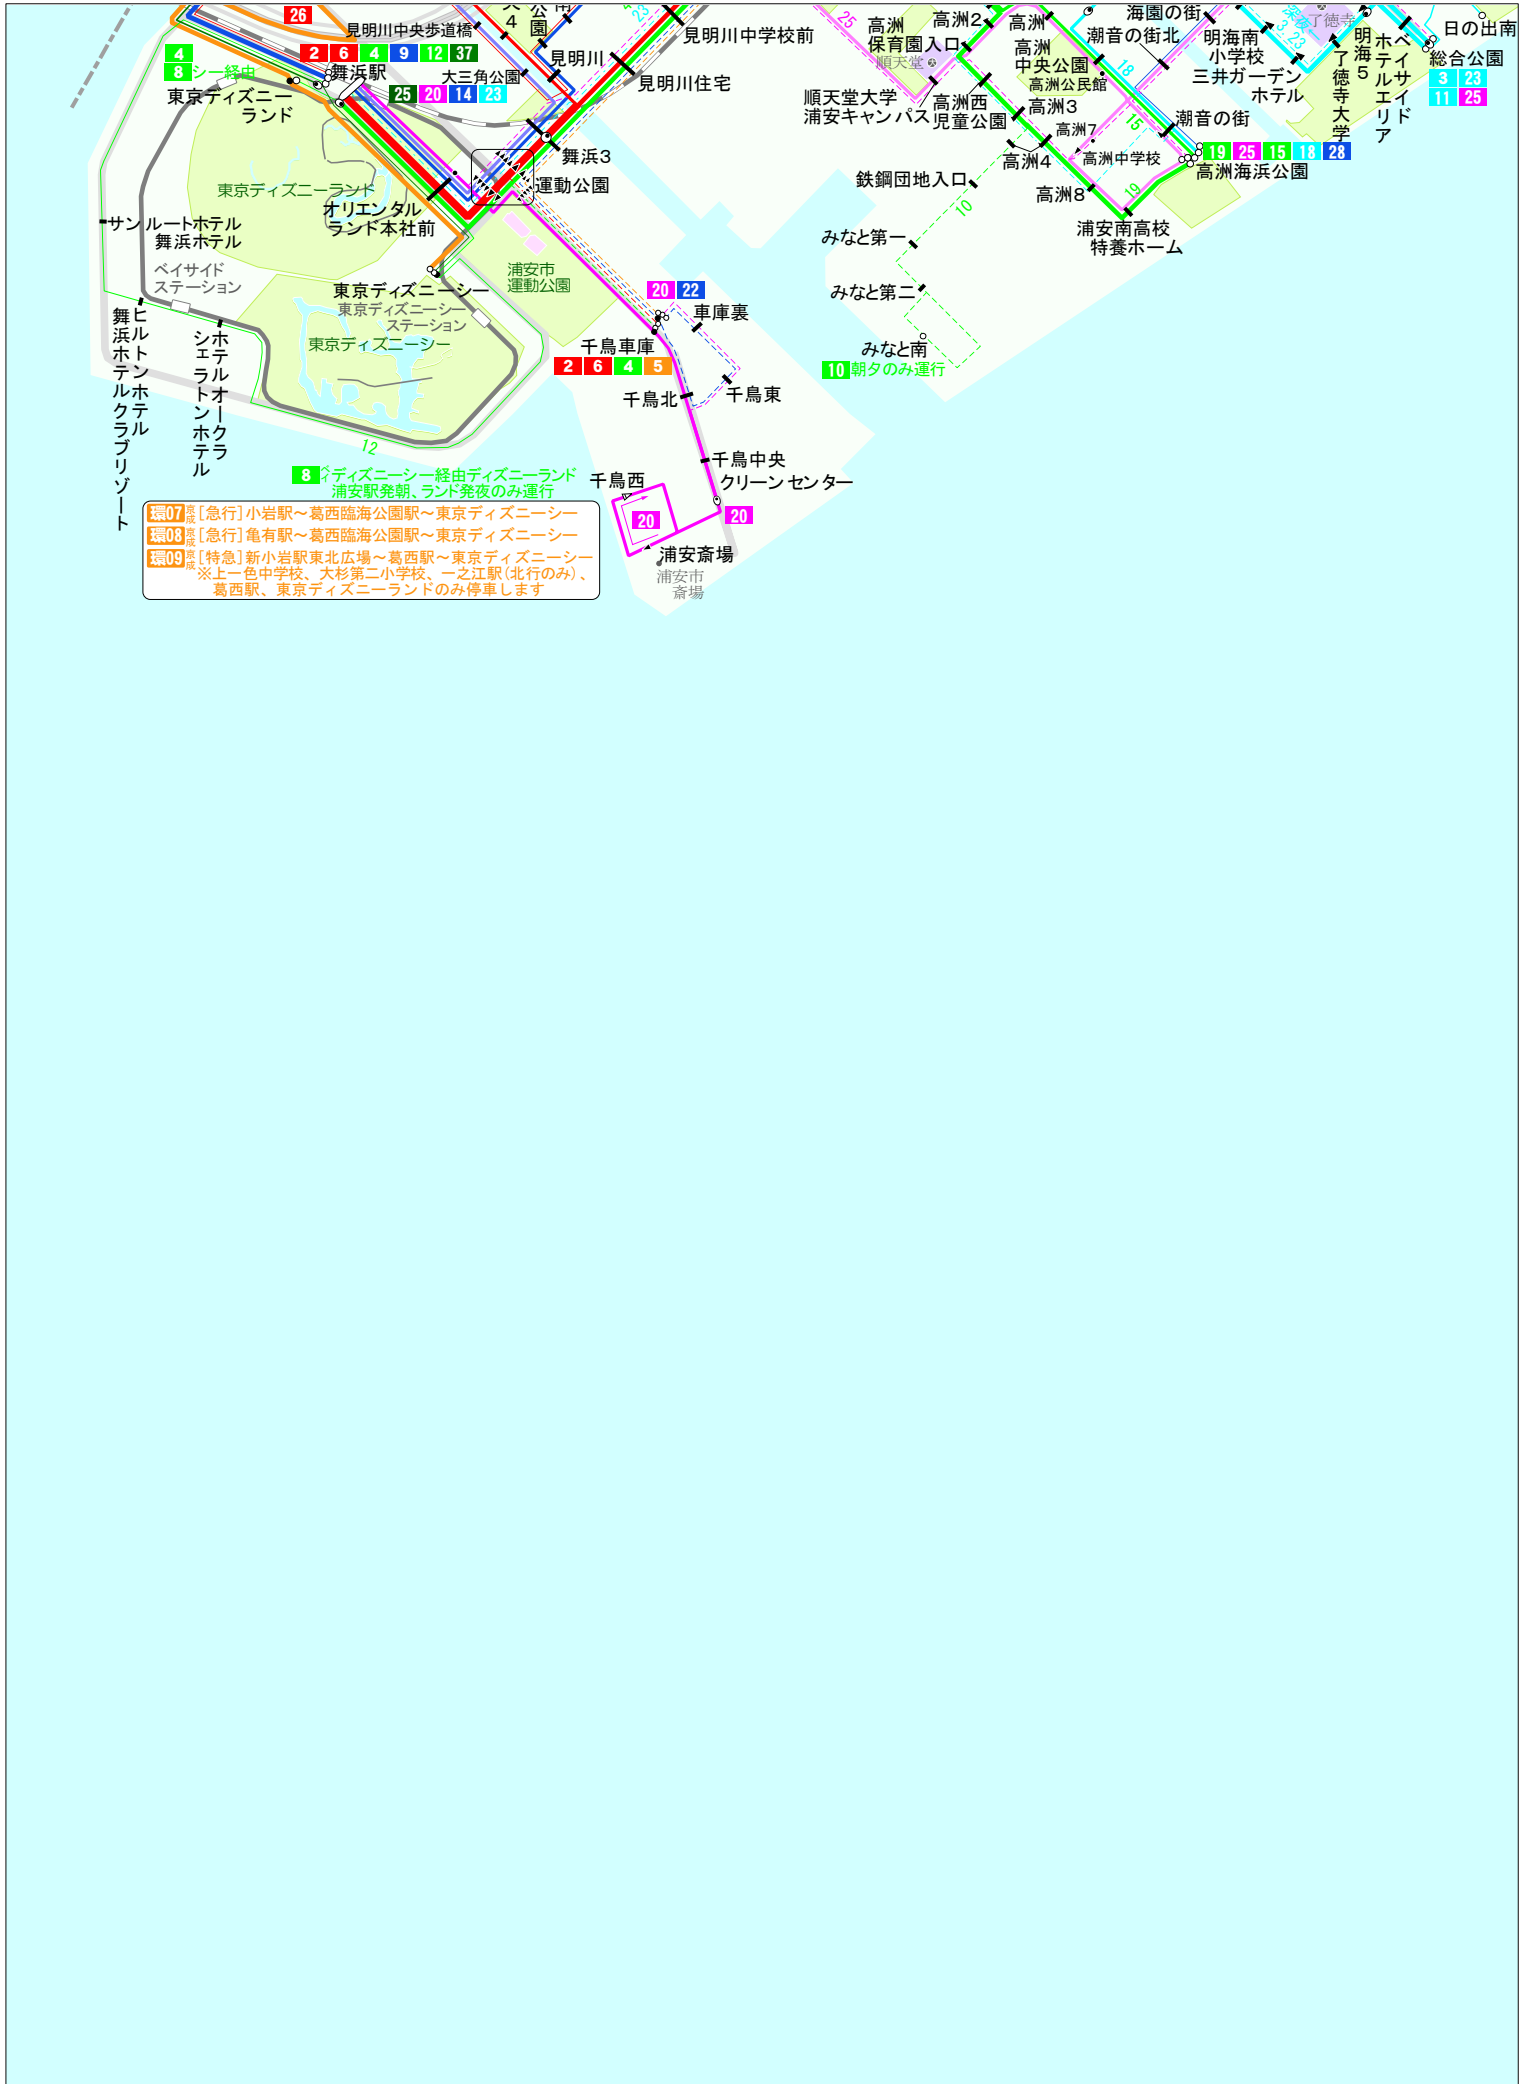 26
見明川中央歩道橋
4
8 シー経由
2 6 4 9 12 37
舞浜駅
大三角公園
25 20 14 23
東京ディズニー
ランド
4
公
園
見明川
見明川中学校前
見明川住宅
23
舞浜3
運動公園
東京ディズニーランド
オリエンタル
ランド本社前
サンルートホテル
舞浜ホテル
ベイサイド
ステーション
東京ディズニーシー
東京ディズニーシー
ステーション
東京ディズニーシー
浦安市
運動公園
ヒルトンホテル
舞浜ホテルクラブリゾート
ホテルオークラ
シェラトンホテル
12
20 22
車庫裏
千鳥車庫
2 6 4 5
千鳥北
千鳥東
千鳥中央
クリーンセンター
千鳥西
20
20
浦安斎場
浦安市
斎場
8 ディズニーシー経由ディズニーランド
浦安駅発朝、ランド発夜のみ運行
環07 京成 [急行]小岩駅～葛西臨海公園駅～東京ディズニーシー
環08 京成 [急行]亀有駅～葛西臨海公園駅～東京ディズニーシー
環09 京成 [特急]新小岩駅東北広場～葛西駅～東京ディズニーシー
※上一色中学校、大杉第二小学校、一之江駅(北行のみ)、
葛西駅、東京ディズニーランドのみ停車します
25
高洲
保育園入口
順天堂
高洲2
高洲
高洲
中央公園
高洲公民館
順天堂大学
浦安キャンパス
高洲西
児童公園
高洲3
高洲7
高洲4
高洲中学校
高洲8
鉄鋼団地入口
10
みなと第一
みなと第二
みなと南
10 朝夕のみ運行
浦安南高校
特養ホーム
19
15
18
海園の街
潮音の街北
潮音の街
19 25 15 18 28
高洲海浜公園
明海南
小学校
三井ガーデン
ホテル
深夜
3、23
了徳寺
了徳寺大学
明海5
ベイサイド
ホテルエリア
日の出南
総合公園
3 23
11 25